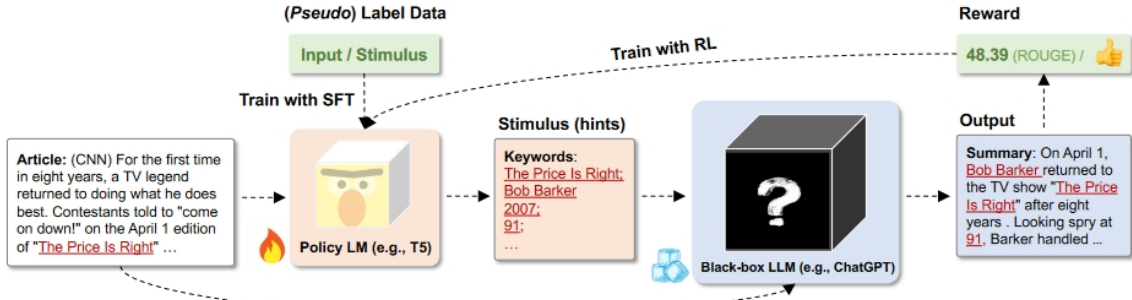 (Pseudo) Label Data
Reward
Input / Stimulus
Train with RL
48.39 (ROUGE) /
Train with SFT
Stimulus (hints)
Output
Article: (CNN) For the first time
in eight years, a TV legend
returned to doing what he does
best. Contestants told to "come
on down!" on the April 1 edition
of "The Price Is Right" ...
Policy LM (e.g., T5)
Keywords:
The Price Is Right;
Bob Barker
2007;
91;
...
?
Black-box LLM (e.g., ChatGPT)
Summary: On April 1,
Bob Barker returned to
the TV show "The Price
Is Right" after eight
years . Looking spry at
91, Barker handled ...